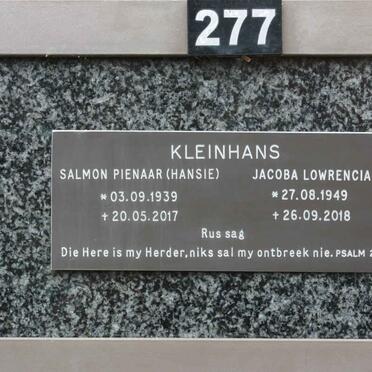 277
KLEINHANS
SALMON PIENAAR (HANSIE) JACOBA LOWRENCIA
* 03.09.1939 * 27.08.1949
+ 20.05.2017 + 26.09.2018
Rus sag
Die Here is my Herder, niks sal my ontbreek nie. PSALM